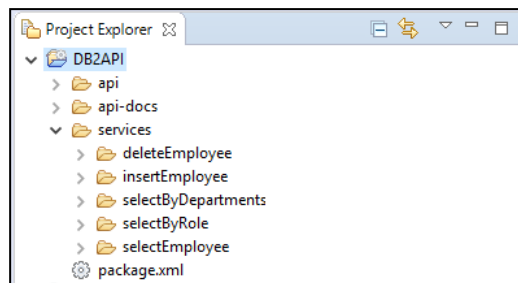 Project Explorer
DB2API
api
api-docs
services
deleteEmployee
insertEmployee
selectByDepartments
selectByRole
selectEmployee
package.xml